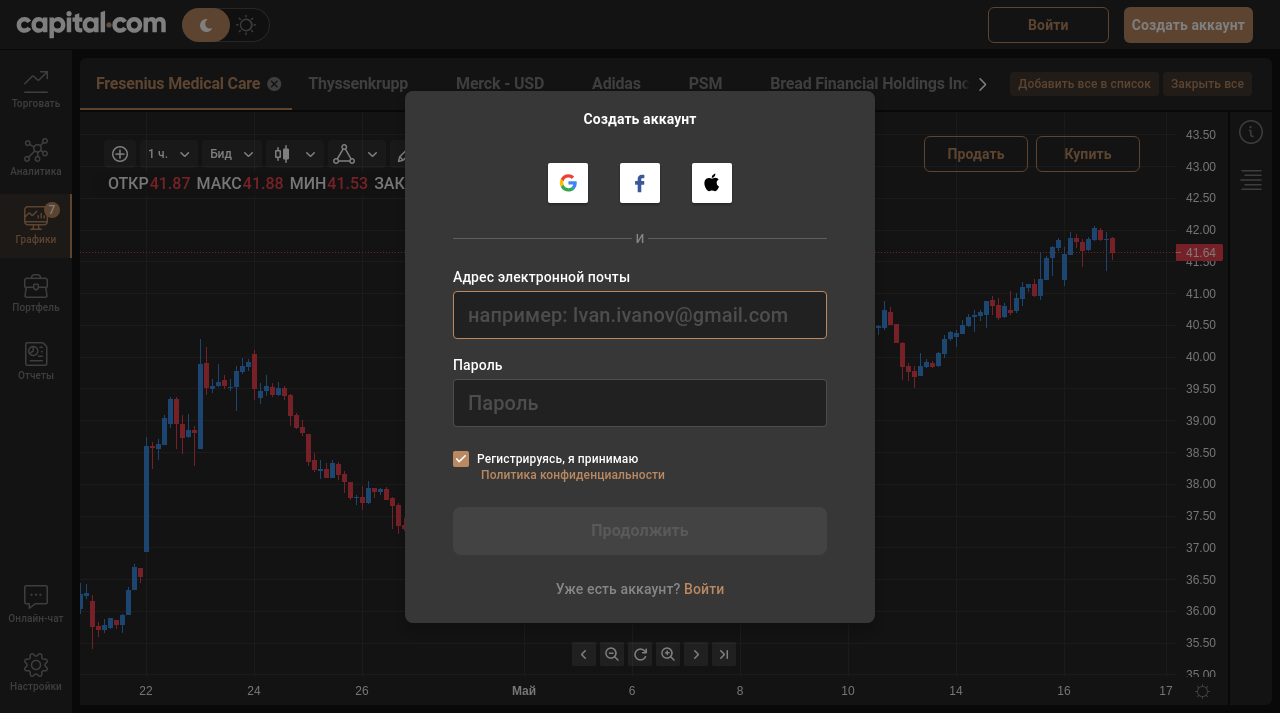 capital.com
Войти
Создать аккаунт
Fresenius Medical Care
Thyssenkrupp
Merck - USD
Adidas
PSM
Bread Financial Holdings Inc
Добавить все в список
Закрыть все
Торговать
Аналитика
7
Графики
Портфель
Отчеты
Онлайн-чат
Настройки
1 ч.
Бид
Продать
Купить
ОТКР41.87 МАКС41.88 МИН41.53 ЗАК
Создать аккаунт
И
Адрес электронной почты
например: Ivan.ivanov@gmail.com
Пароль
Пароль
Регистрируясь, я принимаю
Политика конфиденциальности
Продолжить
Уже есть аккаунт? Войти
43.50
43.00
42.50
42.00
41.64
41.50
41.00
40.50
40.00
39.50
39.00
38.50
38.00
37.50
37.00
36.50
36.00
35.50
35.00
22
24
26
Май
6
8
10
14
16
17